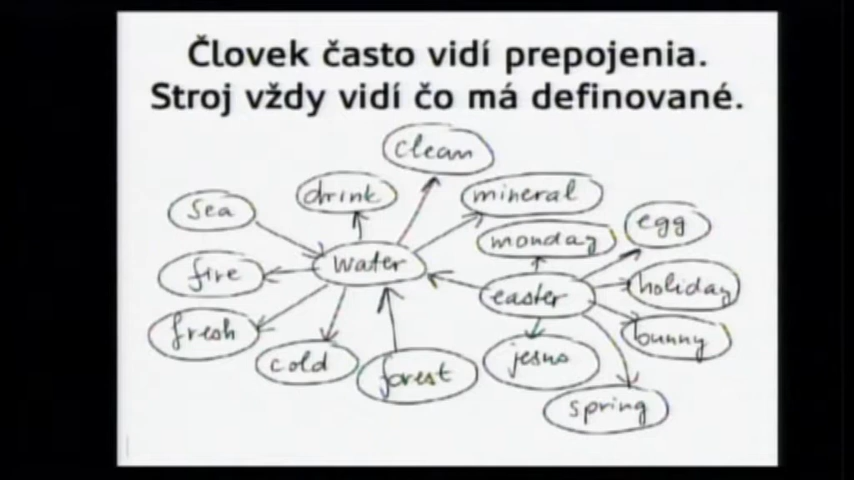 Človek často vidí prepojenia.
Stroj vždy vidí čo má definované.
clean
drink
mineral
sea
monday
egg
water
fire
easter
holiday
fresh
bunny
cold
forest
jesus
spring